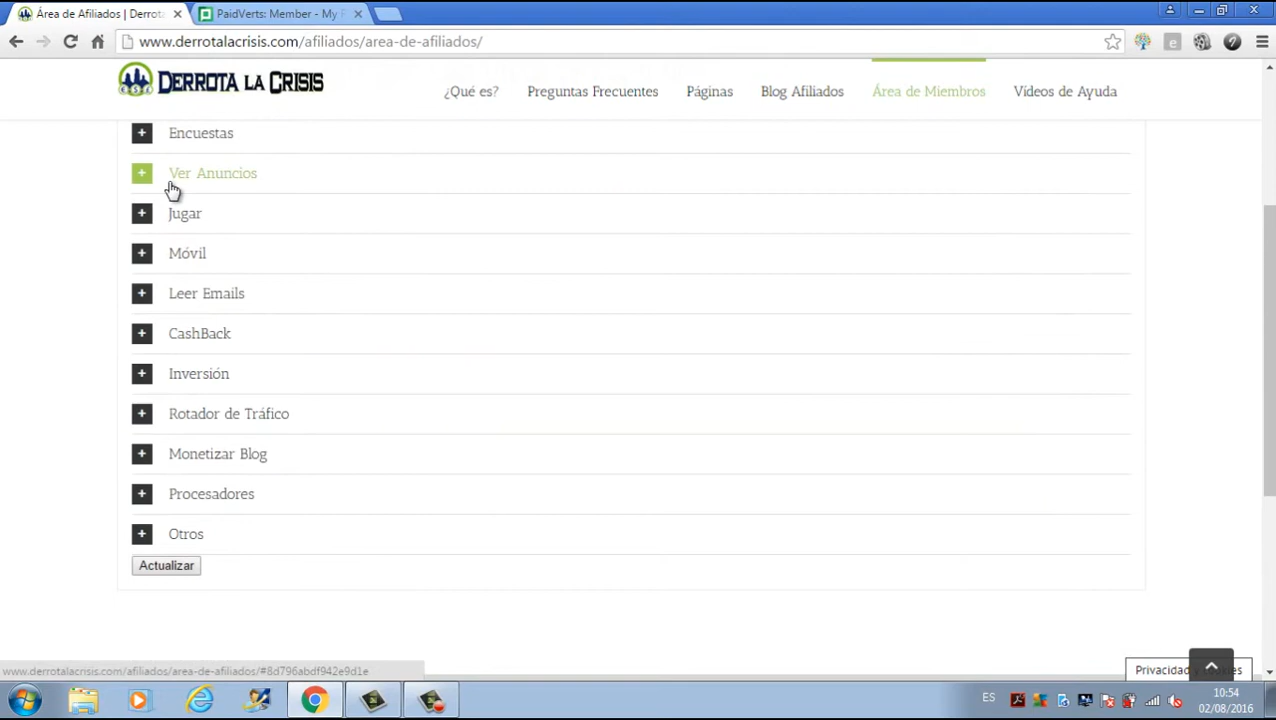 Área de Afiliados | Derrota
PaidVerts: Member - My
www.derrotalacrisis.com/afiliados/area-de-afiliados/
DERROTA LA CRISIS
¿Qué es?
Preguntas Frecuentes
Páginas
Blog Afiliados
Área de Miembros
Vídeos de Ayuda
Encuestas
Ver Anuncios
Jugar
Móvil
Leer Emails
CashBack
Inversión
Rotador de Tráfico
Monetizar Blog
Procesadores
Otros
Actualizar
www.derrotalacrisis.com/afiliados/area-de-afiliados/#8d796abdf942e9d1e
Privacidad y cookies
ES
10:54
02/08/2016